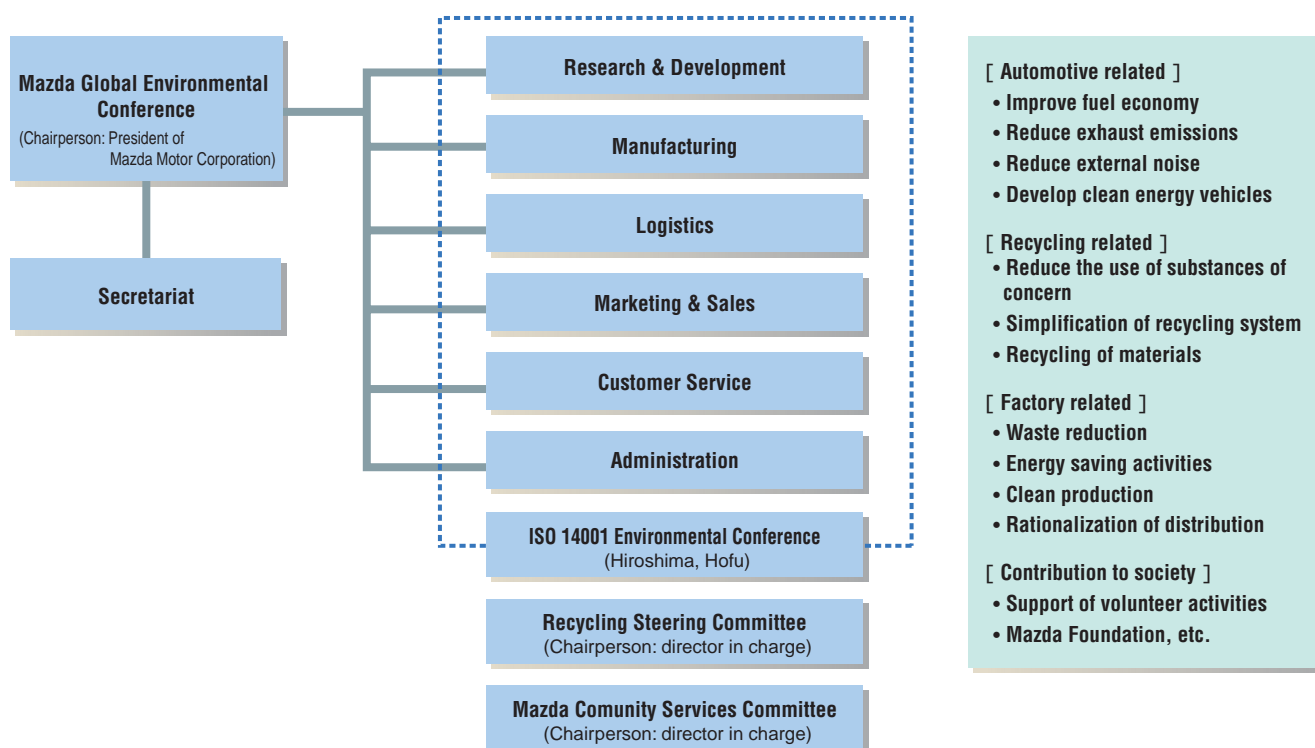 Mazda Global Environmental
Conference
(Chairperson: President of
Mazda Motor Corporation)
Secretariat
Research & Development
Manufacturing
Logistics
Marketing & Sales
Customer Service
Administration
ISO 14001 Environmental Conference
(Hiroshima, Hofu)
Recycling Steering Committee
(Chairperson: director in charge)
Mazda Comunity Services Committee
(Chairperson: director in charge)
[ Automotive related ]
• Improve fuel economy
• Reduce exhaust emissions
• Reduce external noise
• Develop clean energy vehicles
[ Recycling related ]
• Reduce the use of substances of
concern
• Simplification of recycling system
• Recycling of materials
[ Factory related ]
• Waste reduction
• Energy saving activities
• Clean production
• Rationalization of distribution
[ Contribution to society ]
• Support of volunteer activities
• Mazda Foundation, etc.